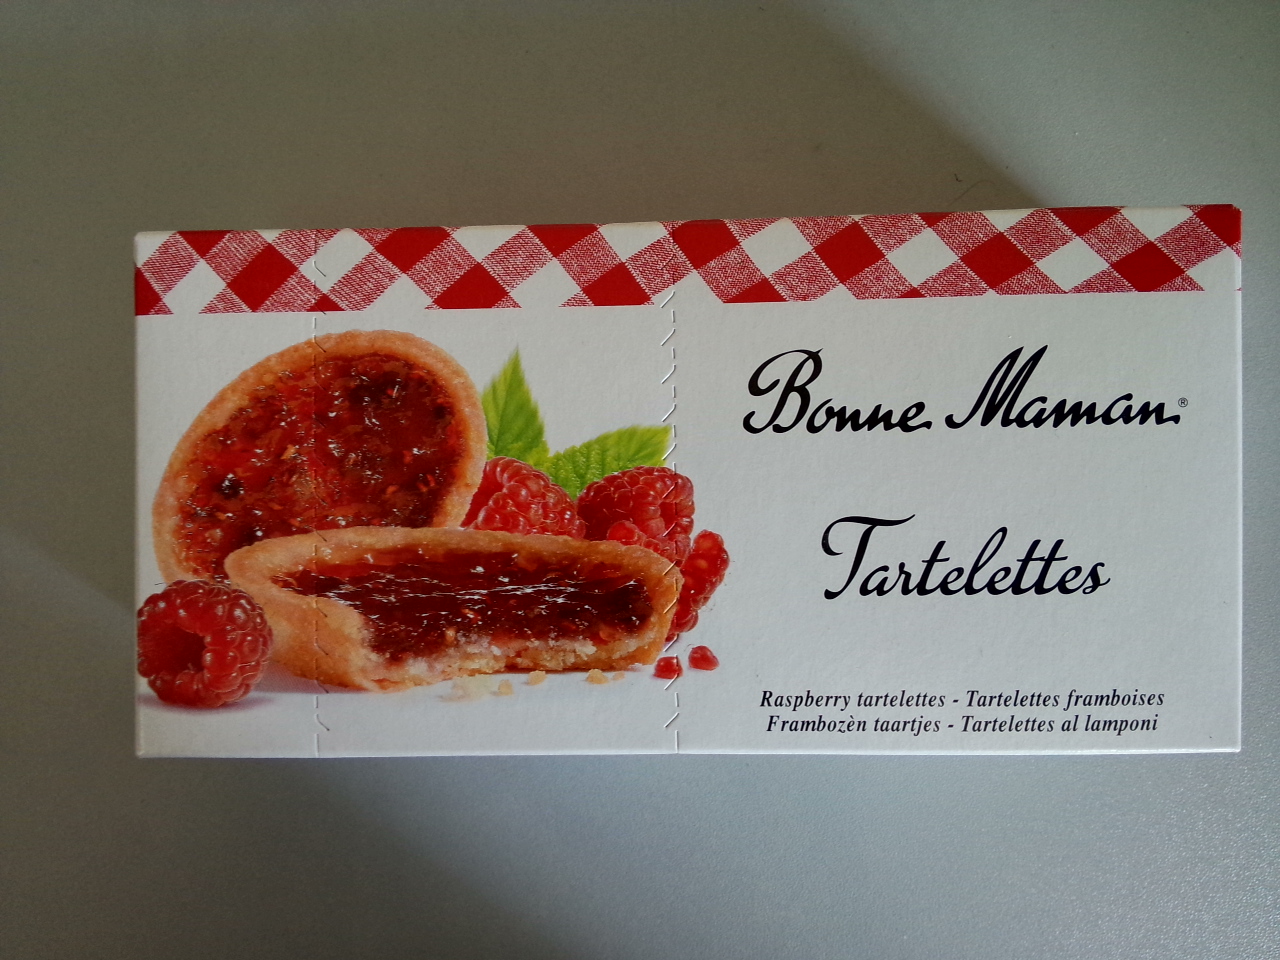 Bonne Maman®
Tartelettes
Raspberry tartelettes - Tartelettes framboises
Frambozèn taartjes - Tartelettes al lamponi